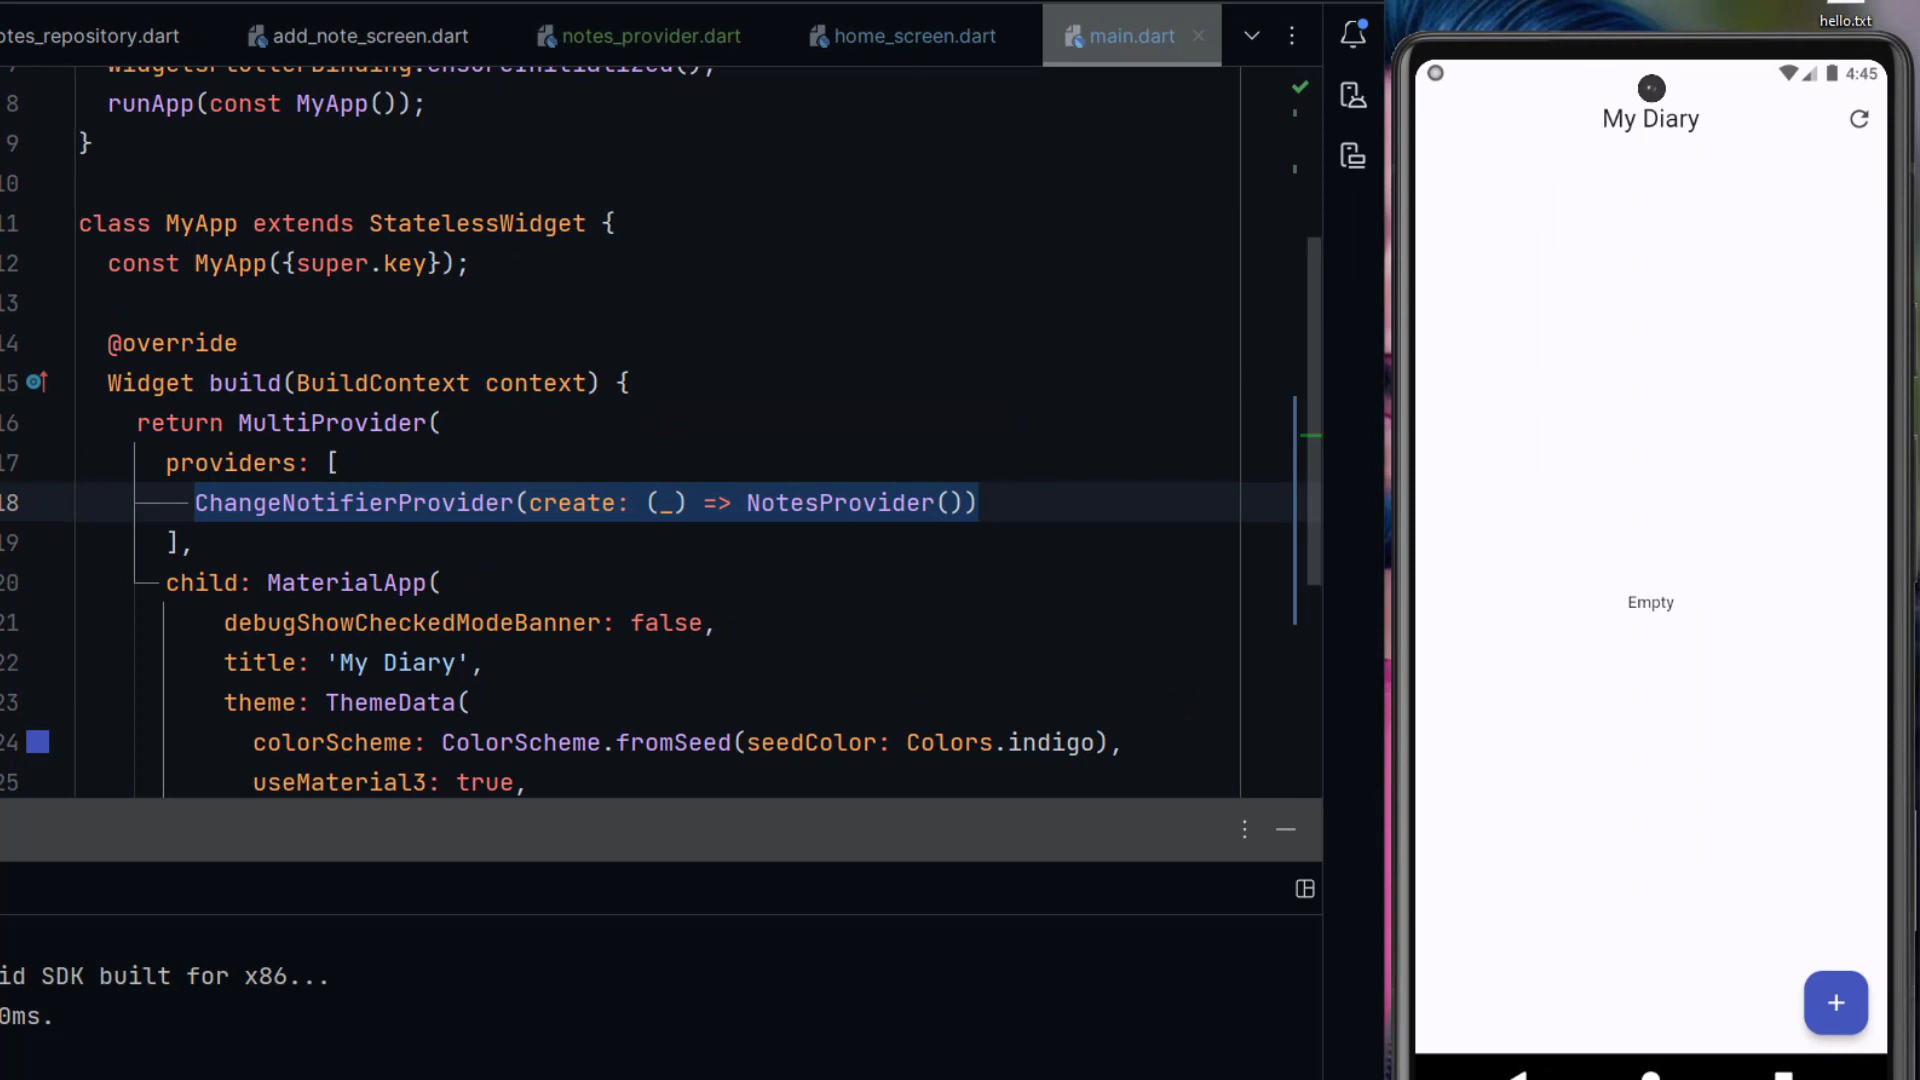 otes_repository.dart
add_note_screen.dart
notes_provider.dart
home_screen.dart
main.dart
hello.txt
WidgetsFlutterBinding.ensureInitialized();
8 runApp(const MyApp());
9 }
10
11 class MyApp extends StatelessWidget {
12 const MyApp({super.key});
13
14 @override
15 Widget build(BuildContext context) {
16 return MultiProvider(
17 providers: [
18 ChangeNotifierProvider(create: (_) => NotesProvider())
19 ],
20 child: MaterialApp(
21 debugShowCheckedModeBanner: false,
22 title: 'My Diary',
23 theme: ThemeData(
24 colorScheme: ColorScheme.fromSeed(seedColor: Colors.indigo),
25 useMaterial3: true,
id SDK built for x86...
0ms.
4:45
My Diary
Empty
+